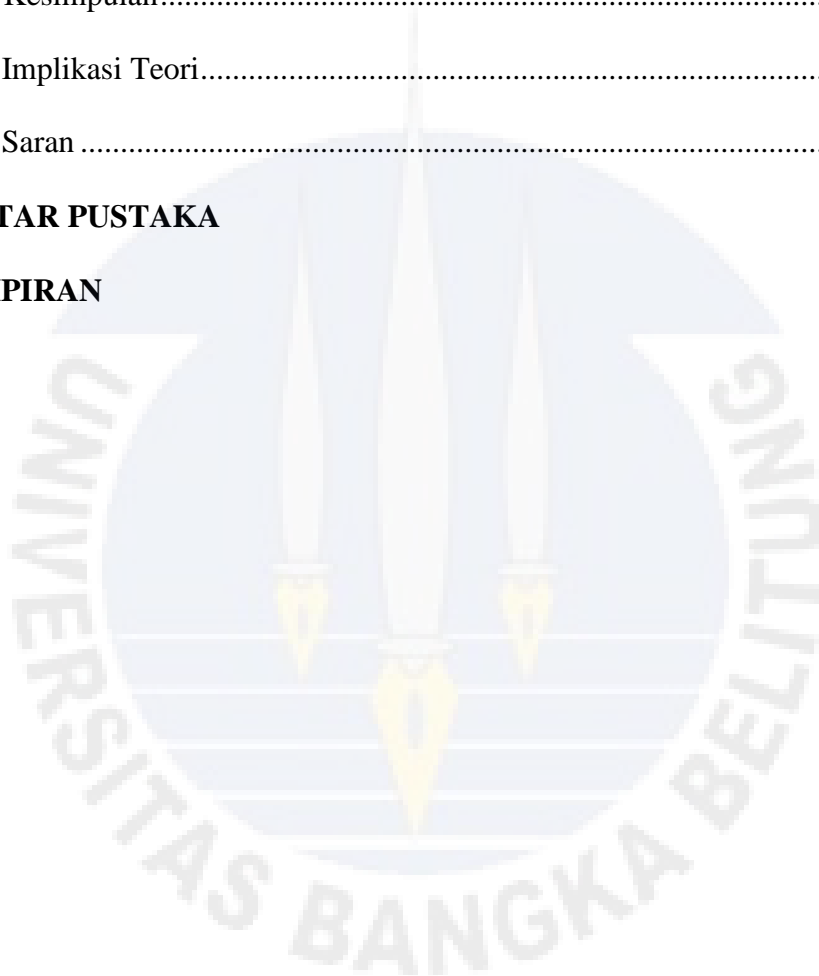 Kesimpulan
Implikasi Teori
Saran
TAR PUSTAKA
PIRAN
UNIVERSITAS BANGKA BELITUNG